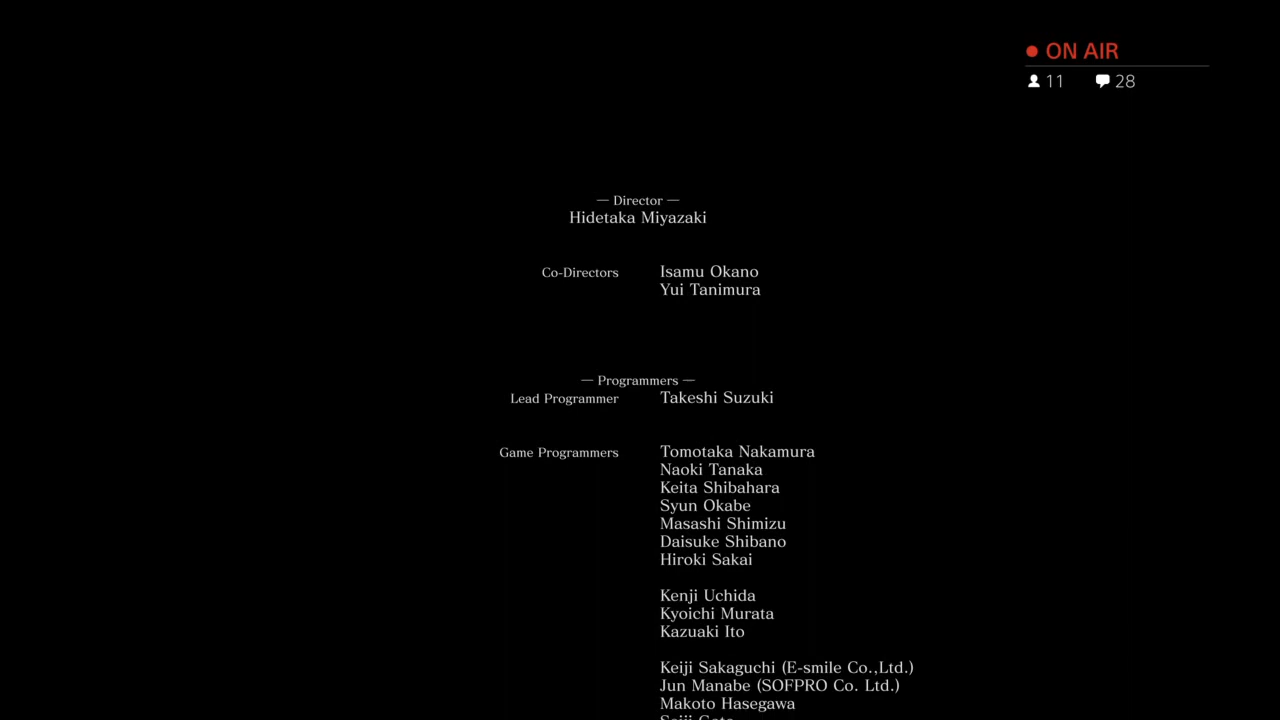 ON AIR
11 28
— Director —
Hidetaka Miyazaki
Co-Directors Isamu Okano
Yui Tanimura
— Programmers —
Lead Programmer Takeshi Suzuki
Game Programmers Tomotaka Nakamura
Naoki Tanaka
Keita Shibahara
Syun Okabe
Masashi Shimizu
Daisuke Shibano
Hiroki Sakai
Kenji Uchida
Kyoichi Murata
Kazuaki Ito
Keiji Sakaguchi (E-smile Co.,Ltd.)
Jun Manabe (SOFPRO Co. Ltd.)
Makoto Hasegawa